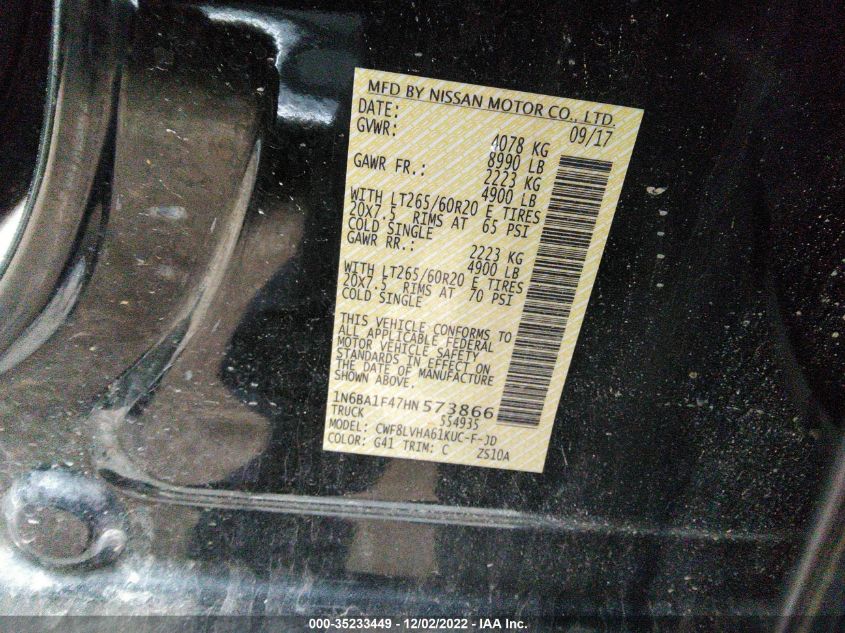 MFD BY NISSAN MOTOR CO., LTD.
DATE: 09/17
GVWR: 4078 KG
8990 LB
GAWR FR.: 2223 KG
4900 LB
WITH LT265/60R20 E TIRES
20X7.5 RIMS AT 65 PSI
COLD SINGLE
GAWR RR.: 2223 KG
4900 LB
WITH LT265/60R20 E TIRES
20X7.5 RIMS AT 70 PSI
COLD SINGLE
THIS VEHICLE CONFORMS TO
ALL APPLICABLE FEDERAL
MOTOR VEHICLE SAFETY
STANDARDS IN EFFECT ON
THE DATE OF MANUFACTURE
SHOWN ABOVE.
1N6BA1F47HN573866
TRUCK S54935
MODEL: CWF8LVHA61KUC-F-JD
COLOR: G41 TRIM: C ZS10A
000-35233449 - 12/02/2022 - IAA Inc.